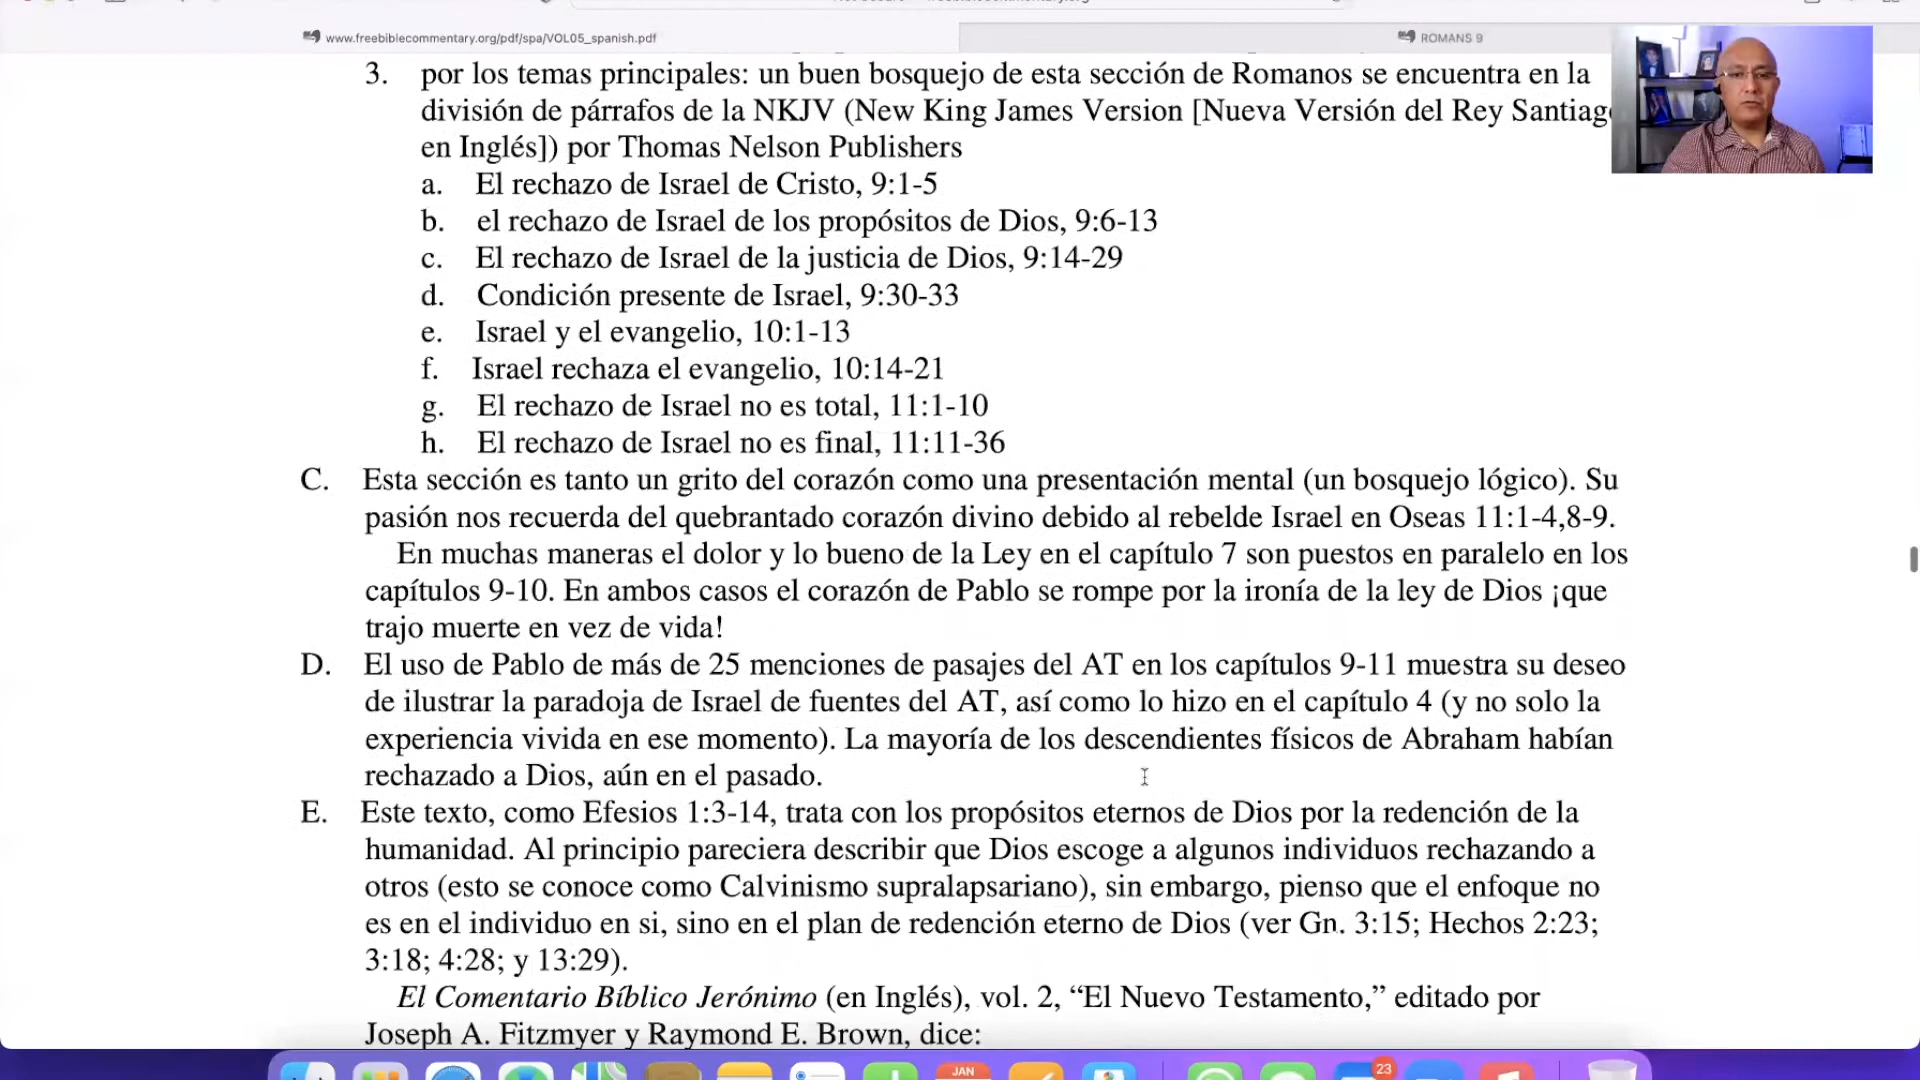 www.freebiblecommentary.org/pdf/spa/VOL05_spanish.pdf
ROMANS 9
3. por los temas principales: un buen bosquejo de esta sección de Romanos se encuentra en la
división de párrafos de la NKJV (New King James Version [Nueva Versión del Rey Santiag
en Inglés]) por Thomas Nelson Publishers
a. El rechazo de Israel de Cristo, 9:1-5
b. el rechazo de Israel de los propósitos de Dios, 9:6-13
c. El rechazo de Israel de la justicia de Dios, 9:14-29
d. Condición presente de Israel, 9:30-33
e. Israel y el evangelio, 10:1-13
f. Israel rechaza el evangelio, 10:14-21
g. El rechazo de Israel no es total, 11:1-10
h. El rechazo de Israel no es final, 11:11-36
C. Esta sección es tanto un grito del corazón como una presentación mental (un bosquejo lógico). Su
pasión nos recuerda del quebrantado corazón divino debido al rebelde Israel en Oseas 11:1-4,8-9.
En muchas maneras el dolor y lo bueno de la Ley en el capítulo 7 son puestos en paralelo en los
capítulos 9-10. En ambos casos el corazón de Pablo se rompe por la ironía de la ley de Dios ¡que
trajo muerte en vez de vida!
D. El uso de Pablo de más de 25 menciones de pasajes del AT en los capítulos 9-11 muestra su deseo
de ilustrar la paradoja de Israel de fuentes del AT, así como lo hizo en el capítulo 4 (y no solo la
experiencia vivida en ese momento). La mayoría de los descendientes físicos de Abraham habían
rechazado a Dios, aún en el pasado.
E. Este texto, como Efesios 1:3-14, trata con los propósitos eternos de Dios por la redención de la
humanidad. Al principio pareciera describir que Dios escoge a algunos individuos rechazando a
otros (esto se conoce como Calvinismo supralapsariano), sin embargo, pienso que el enfoque no
es en el individuo en si, sino en el plan de redención eterno de Dios (ver Gn. 3:15; Hechos 2:23;
3:18; 4:28; y 13:29).
El Comentario Bíblico Jerónimo (en Inglés), vol. 2, “El Nuevo Testamento,” editado por
Joseph A. Fitzmyer y Raymond E. Brown, dice:
JAN
23